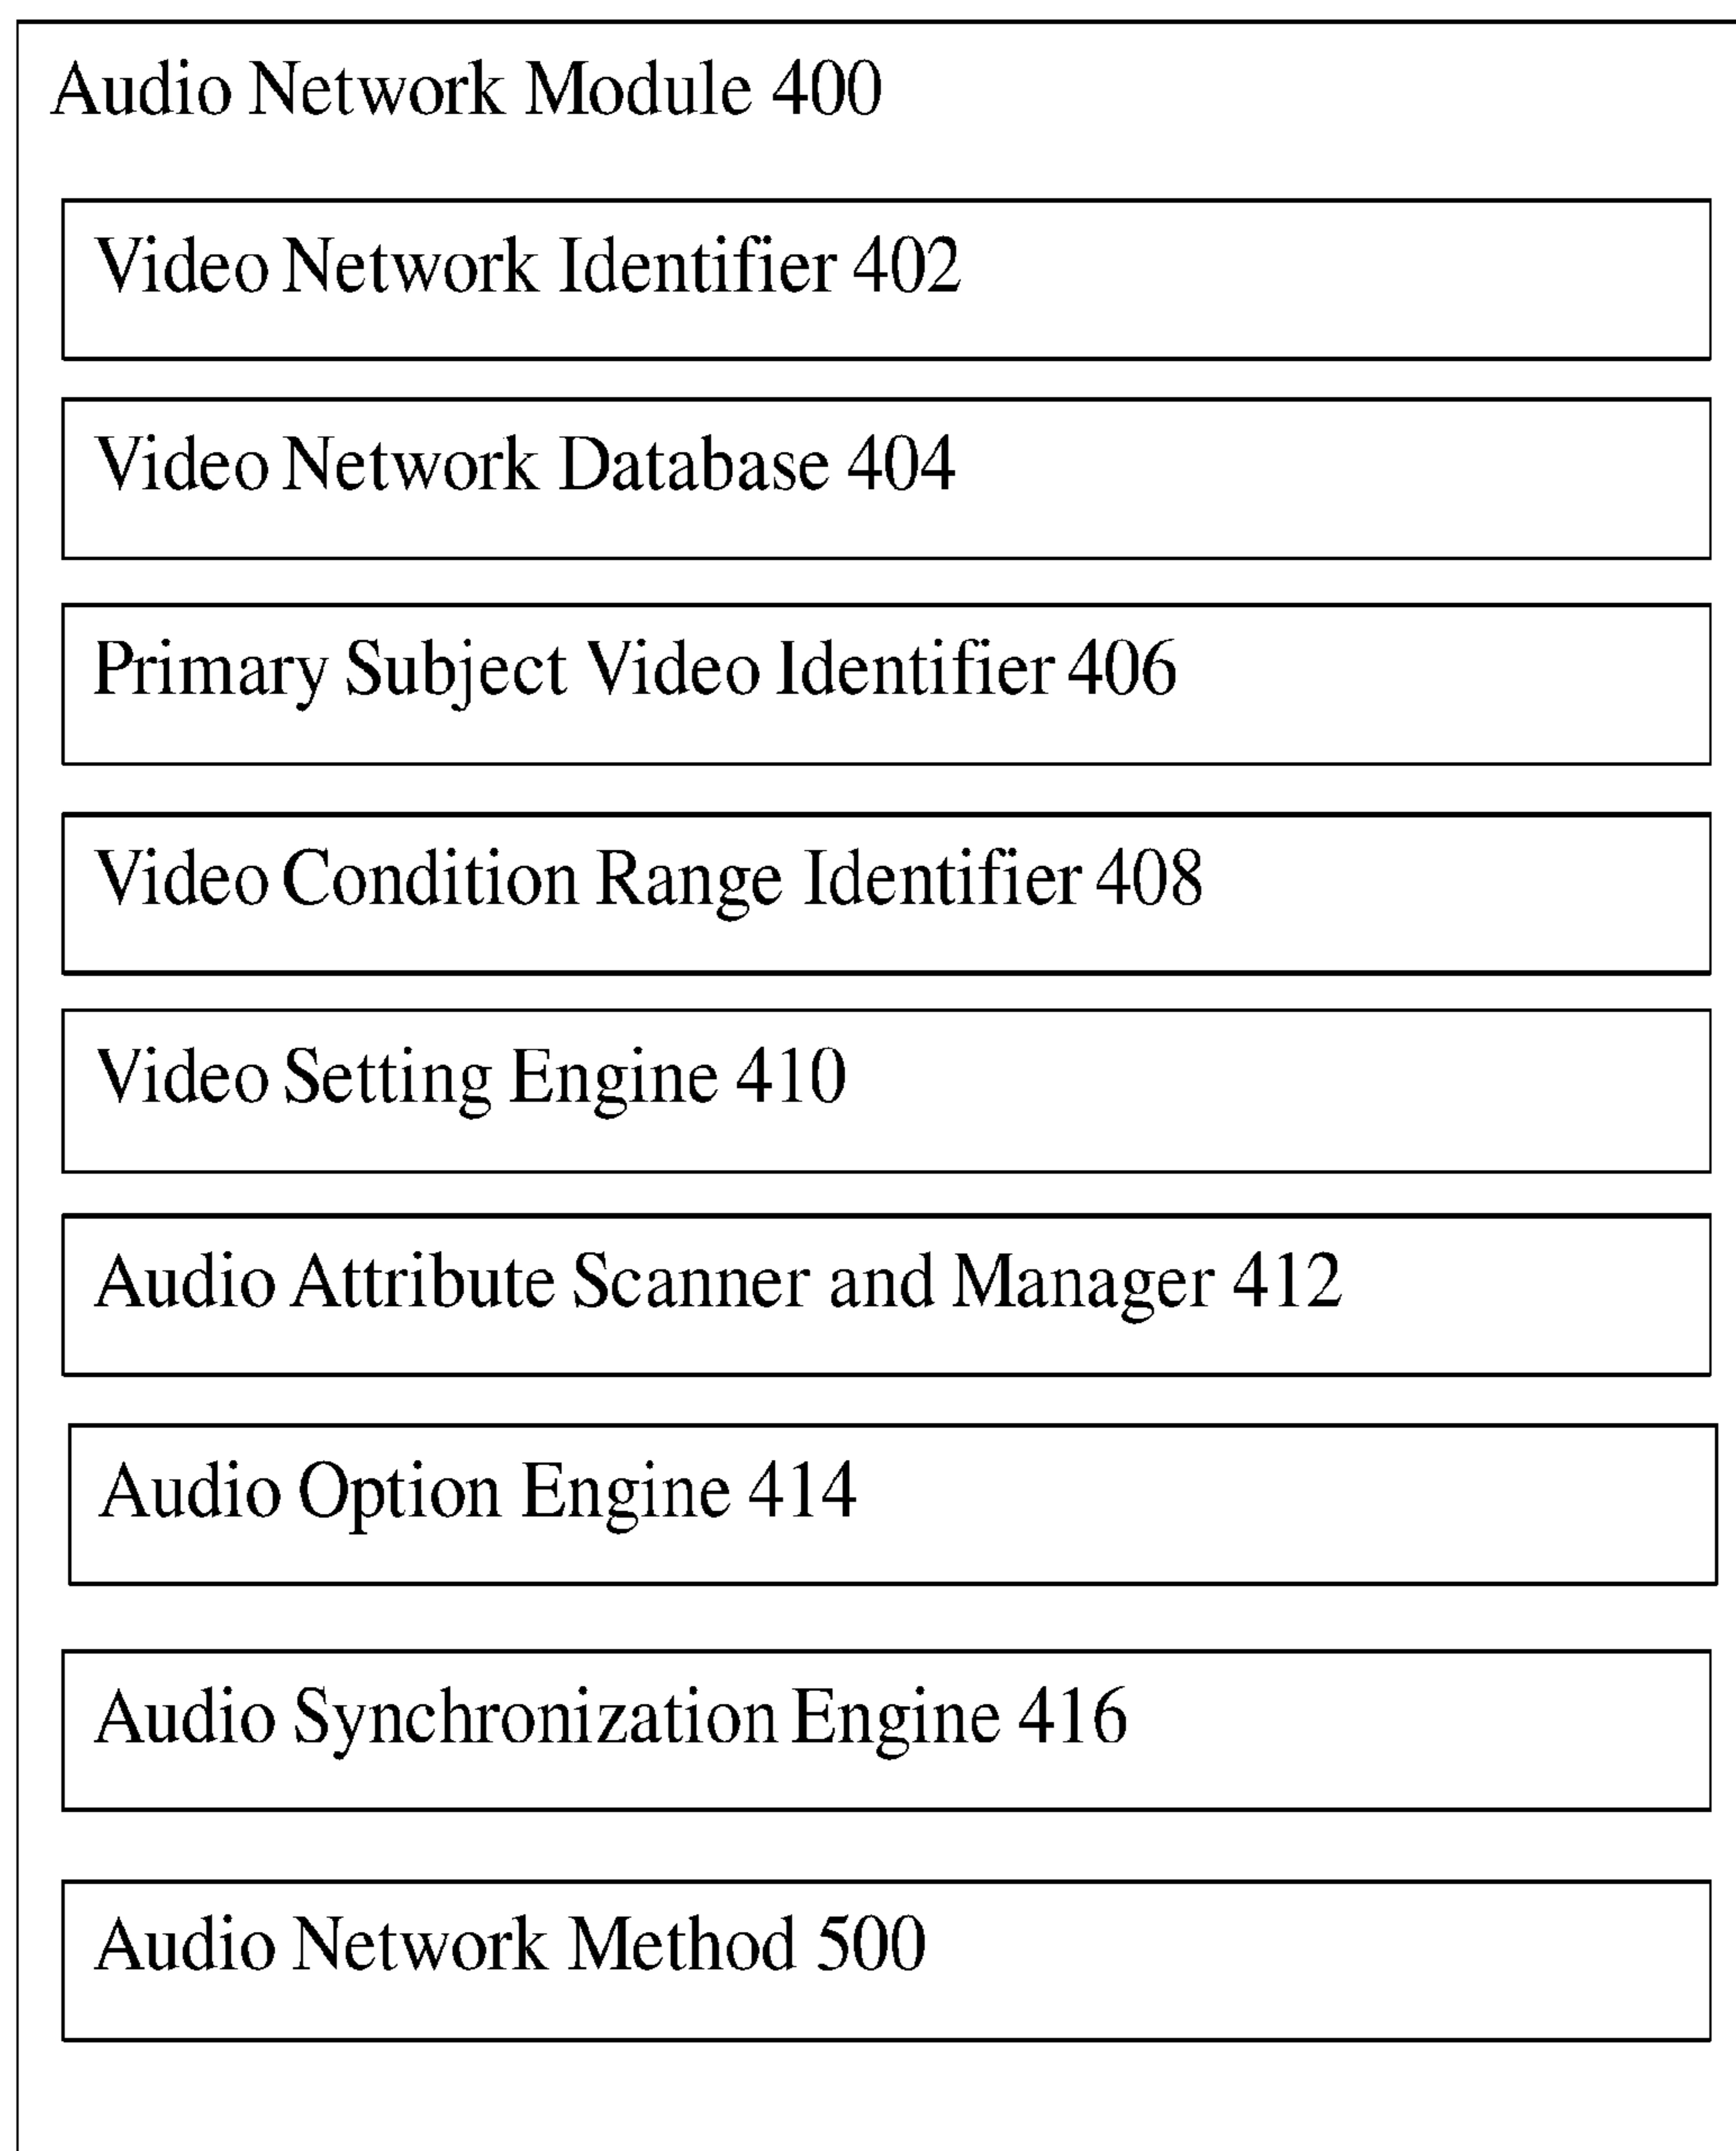 Audio Network Module 400
Video Network Identifier 402
Video Network Database 404
Primary Subject Video Identifier 406
Video Condition Range Identifier 408
Video Setting Engine 410
Audio Attribute Scanner and Manager 412
Audio Option Engine 414
Audio Synchronization Engine 416
Audio Network Method 500